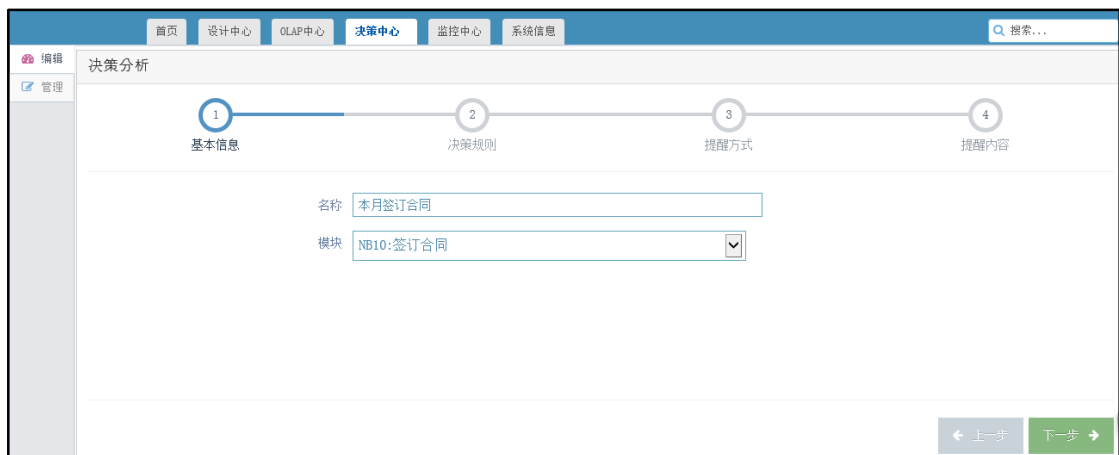 首页 设计中心 OLAP中心 决策中心 监控中心 系统信息 搜索...
编辑
管理
决策分析
1 2 3 4
基本信息 决策规则 提醒方式 提醒内容
名称 本月签订合同
模块 NB10:签订合同
上一步 下一步